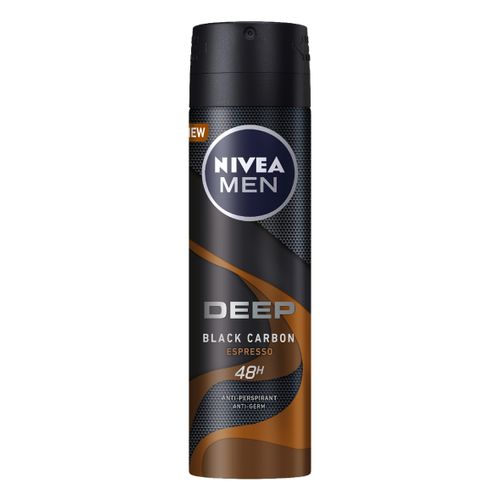 NEW
NIVEA
MEN
DEEP
BLACK CARBON
ESPRESSO
48H
ANTI-PERSPIRANT
ANTI-GERM